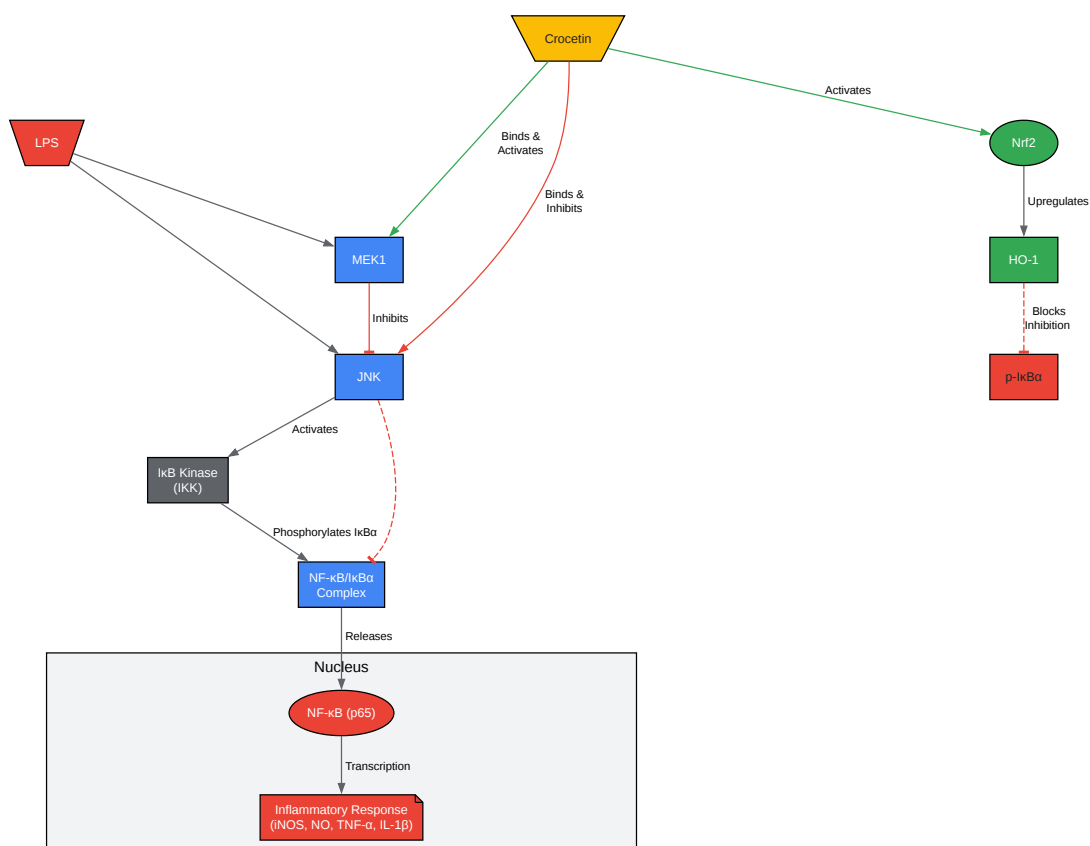 Crocetin
Activates
LPS
Binds &
Activates
Nrf2
Binds &
Inhibits
Upregulates
MEK1
HO-1
Inhibits
Blocks
Inhibition
JNK
p-IκBα
Activates
IκB Kinase
(IKK)
Phosphorylates IκBα
NF-κB/IκBα
Complex
Releases
Nucleus
NF-κB (p65)
Transcription
Inflammatory Response
(iNOS, NO, TNF-α, IL-1β)